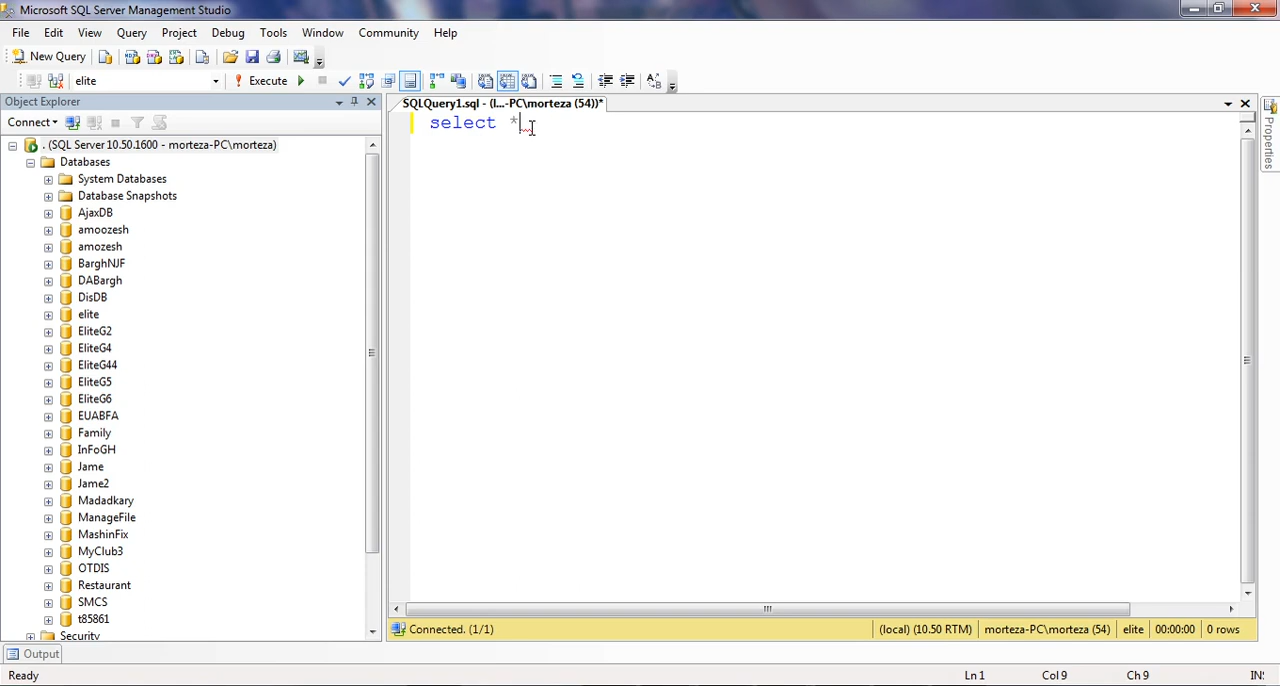 Microsoft SQL Server Management Studio
File Edit View Query Project Debug Tools Window Community Help
New Query
elite Execute
Object Explorer
SQLQuery1.sql - (l...-PC\morteza (54))*
Connect
select *
Properties
. (SQL Server 10.50.1600 - morteza-PC\morteza)
Databases
System Databases
Database Snapshots
AjaxDB
amoozesh
amozesh
BarghNJF
DABargh
DisDB
elite
EliteG2
EliteG4
EliteG44
EliteG5
EliteG6
EUABFA
Family
InFoGH
Jame
Jame2
Madadkary
ManageFile
MashinFix
MyClub3
OTDIS
Restaurant
SMCS
t85861
Security
Connected. (1/1) (local) (10.50 RTM) morteza-PC\morteza (54) elite 00:00:00 0 rows
Output
Ready Ln 1 Col 9 Ch 9 INS